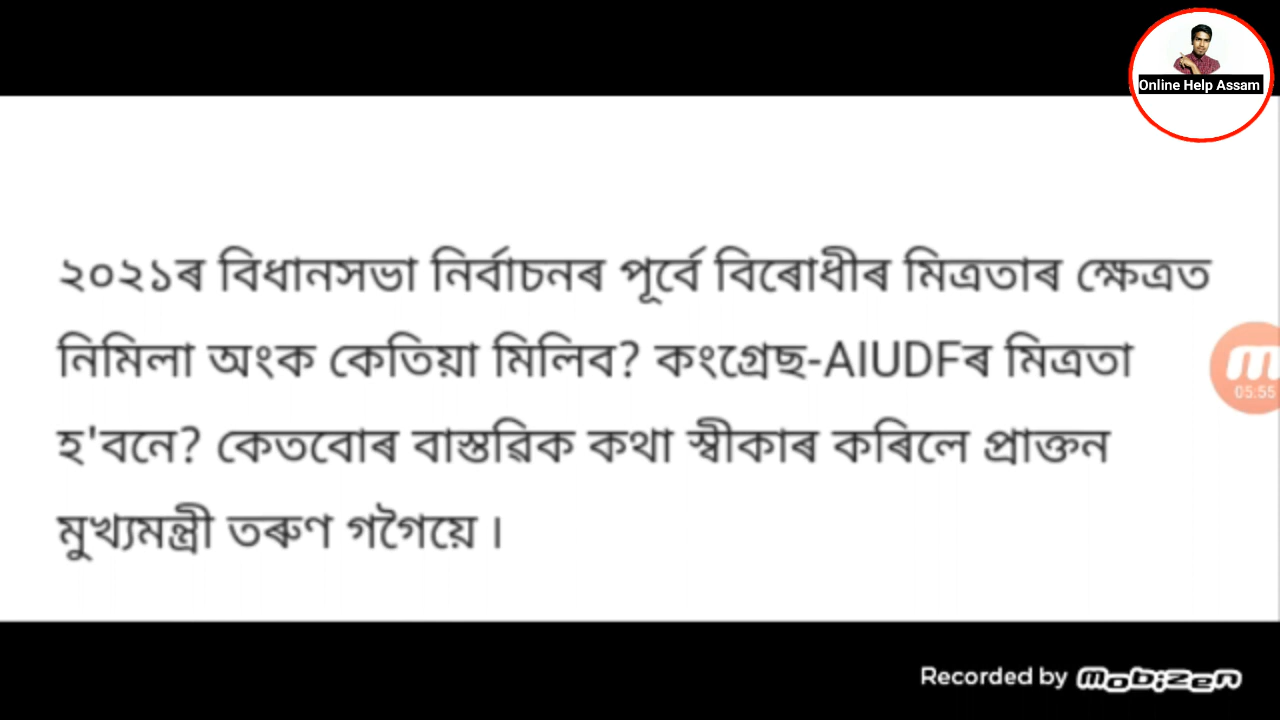 Online Help Assam
২০২১ৰ বিধানসভা নিৰ্বাচনৰ পূৰ্বে বিৰোধীৰ মিত্ৰতাৰ ক্ষেত্ৰত
নিমিলা অংক কেতিয়া মিলিব? কংগ্ৰেছ-AIUDFৰ মিত্ৰতা
হ'বনে? কেতবোৰ বাস্তৱিক কথা স্বীকাৰ কৰিলে প্ৰাক্তন
মুখ্যমন্ত্ৰী তৰুণ গগৈয়ে ৷
05:55
Recorded by mobizen